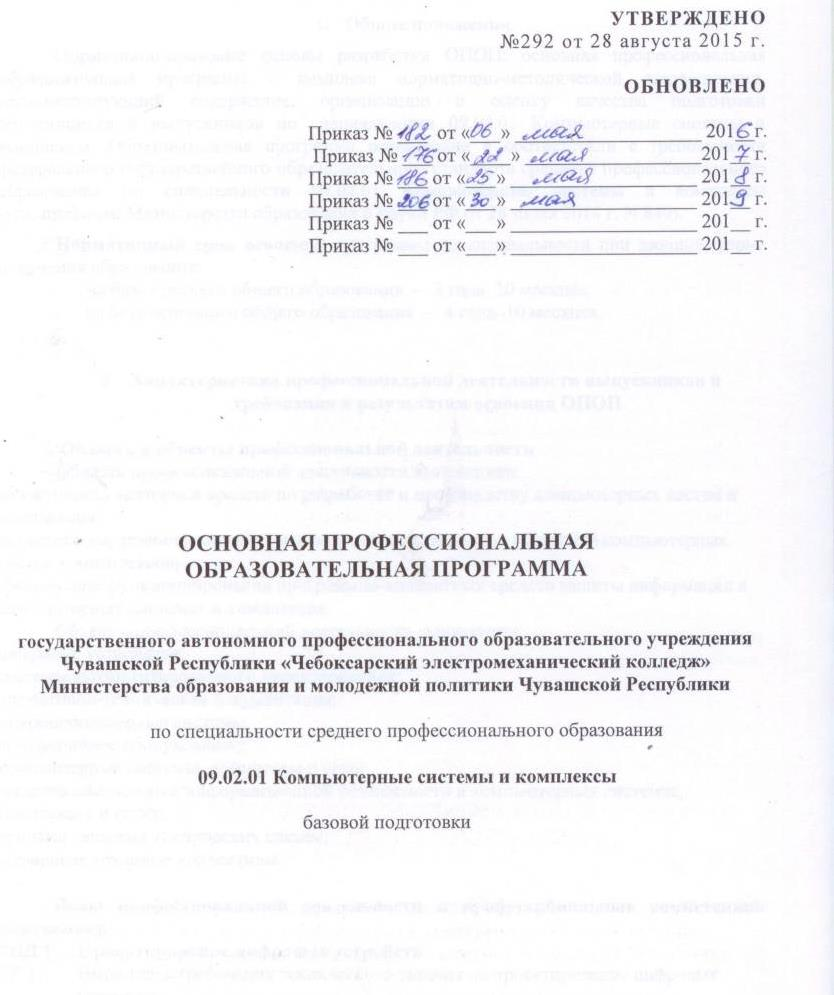 УТВЕРЖДЕНО
№292 от 28 августа 2015 г.
ОБНОВЛЕНО
Приказ № 182 от «06 » мая 2016 г.
Приказ № 176 от « 22 » мая 2017 г.
Приказ № 186 от « 25 » мая 2018 г.
Приказ № 206 от « 30 » мая 2019 г.
Приказ № ___ от «___» _________________ 201__ г.
Приказ № ___ от «___» _________________ 201__ г.
ОСНОВНАЯ ПРОФЕССИОНАЛЬНАЯ
ОБРАЗОВАТЕЛЬНАЯ ПРОГРАММА
государственного автономного профессионального образовательного учреждения
Чувашской Республики «Чебоксарский электромеханический колледж»
Министерства образования и молодежной политики Чувашской Республики
по специальности среднего профессионального образования
09.02.01 Компьютерные системы и комплексы
базовой подготовки